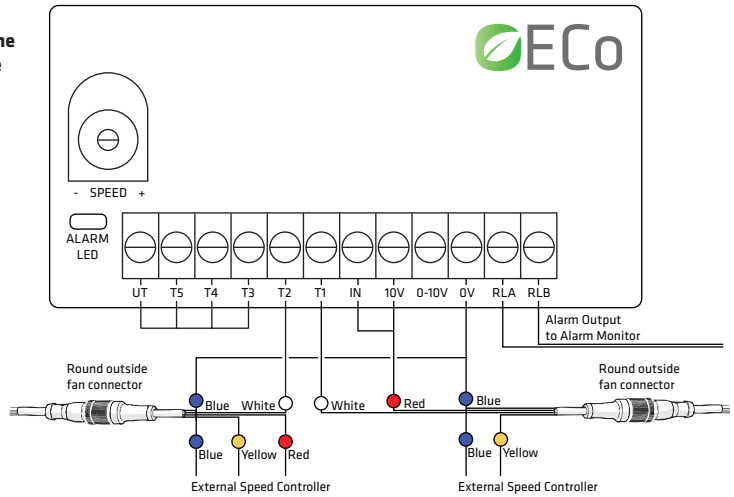 he
e
ECo
- SPEED +
ALARM
LED
UT T5 T4 T3 T2 T1 IN 10V 0-10V 0V RLA RLB
Alarm Output
to Alarm Monitor
Round outside
fan connector
Round outside
fan connector
Blue White White Red Blue
Blue Yellow Red Blue Yellow
External Speed Controller External Speed Controller